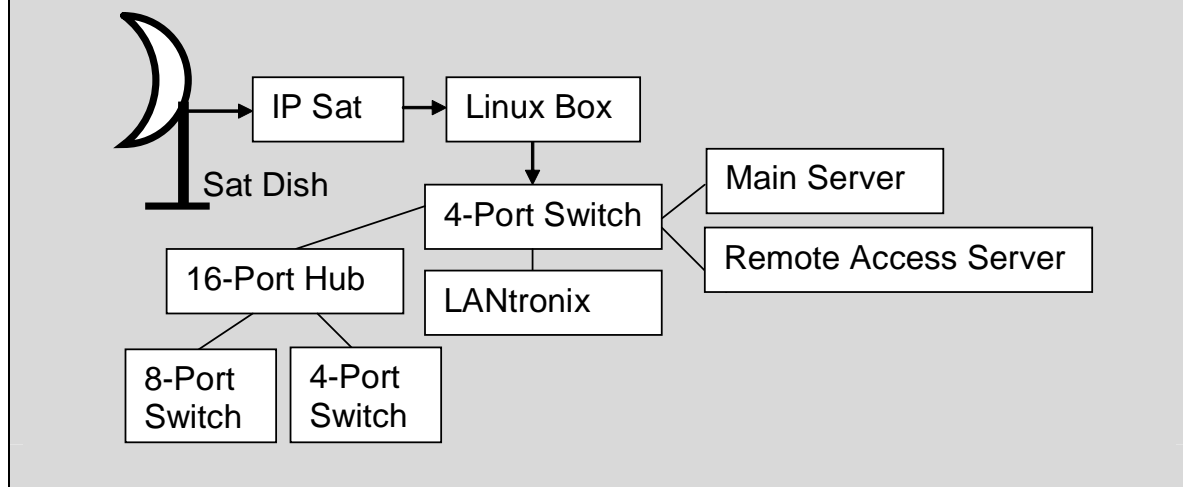 IP Sat
Linux Box
Sat Dish
Main Server
4-Port Switch
Remote Access Server
16-Port Hub
LANtronix
8-Port
Switch
4-Port
Switch